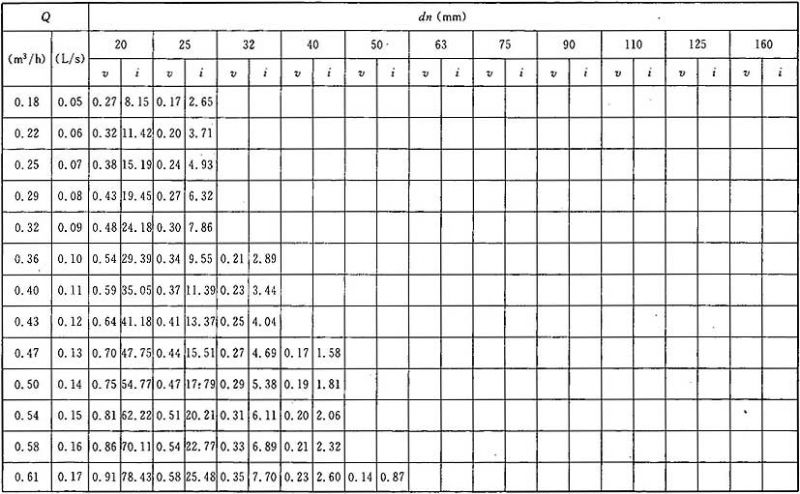 Q dn (mm)
(m³/h) (L/s) 20 25 32 40 50 63 75 90 110 125 160
v i v i v i v i v i v i v i v i v i v i v i
0.18 0.05 0.27 8.15 0.17 2.65
0.22 0.06 0.32 11.42 0.20 3.71
0.25 0.07 0.38 15.19 0.24 4.93
0.29 0.08 0.43 19.45 0.27 6.32
0.32 0.09 0.48 24.18 0.30 7.86
0.36 0.10 0.54 29.39 0.34 9.55 0.21 2.89
0.40 0.11 0.59 35.05 0.37 11.39 0.23 3.44
0.43 0.12 0.64 41.18 0.41 13.37 0.25 4.04
0.47 0.13 0.70 47.75 0.44 15.51 0.27 4.69 0.17 1.58
0.50 0.14 0.75 54.77 0.47 17.79 0.29 5.38 0.19 1.81
0.54 0.15 0.81 62.22 0.51 20.21 0.31 6.11 0.20 2.06
0.58 0.16 0.86 70.11 0.54 22.77 0.33 6.89 0.21 2.32
0.61 0.17 0.91 78.43 0.58 25.48 0.35 7.70 0.23 2.60 0.14 0.87